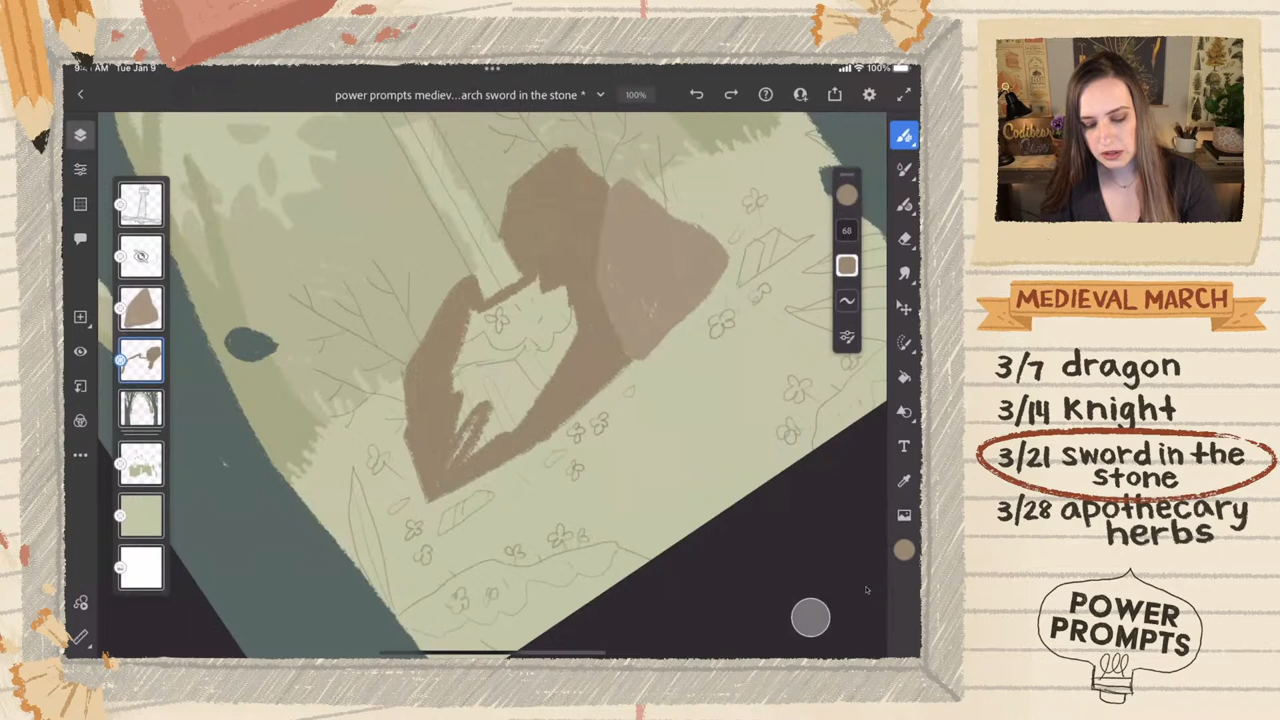 AM Tue Jan 9
100%
power prompts mediev...arch sword in the stone *
100%
68
T
MEDIEVAL MARCH
3/7 dragon
3/14 Knight
3/21 sword in the
stone
3/28 apothecary
herbs
POWER
PROMPTS